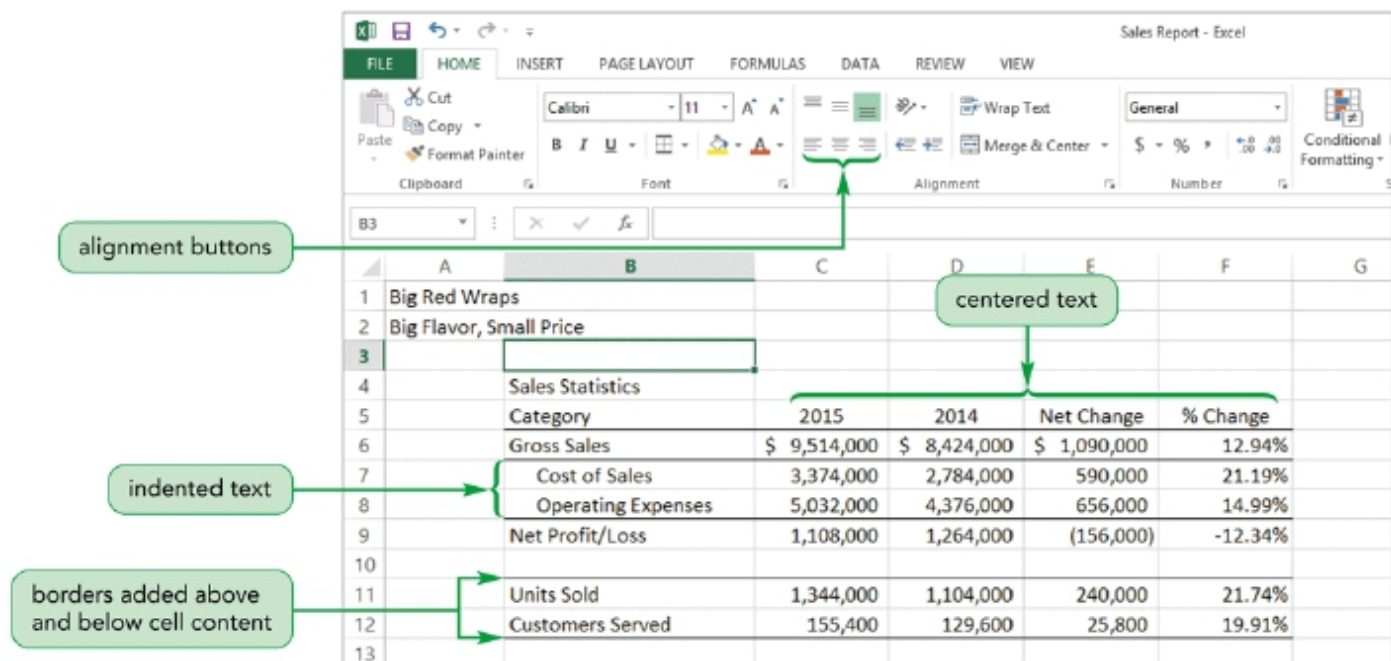 Sales Report - Excel
FILE HOME INSERT PAGE LAYOUT FORMULAS DATA REVIEW VIEW
Cut
Copy
Format Painter
Paste
Calibri 11
B I U
Wrap Text
Merge & Center
General
$ % ,
Conditional
Formatting
Clipboard Font Alignment Number
B3 fx
alignment buttons
A B C D E F G
1 Big Red Wraps
centered text
2 Big Flavor, Small Price
3
4 Sales Statistics
5 Category 2015 2014 Net Change % Change
6 Gross Sales $ 9,514,000 $ 8,424,000 $ 1,090,000 12.94%
indented text
7 Cost of Sales 3,374,000 2,784,000 590,000 21.19%
8 Operating Expenses 5,032,000 4,376,000 656,000 14.99%
9 Net Profit/Loss 1,108,000 1,264,000 (156,000) -12.34%
10
borders added above
and below cell content
11 Units Sold 1,344,000 1,104,000 240,000 21.74%
12 Customers Served 155,400 129,600 25,800 19.91%
13